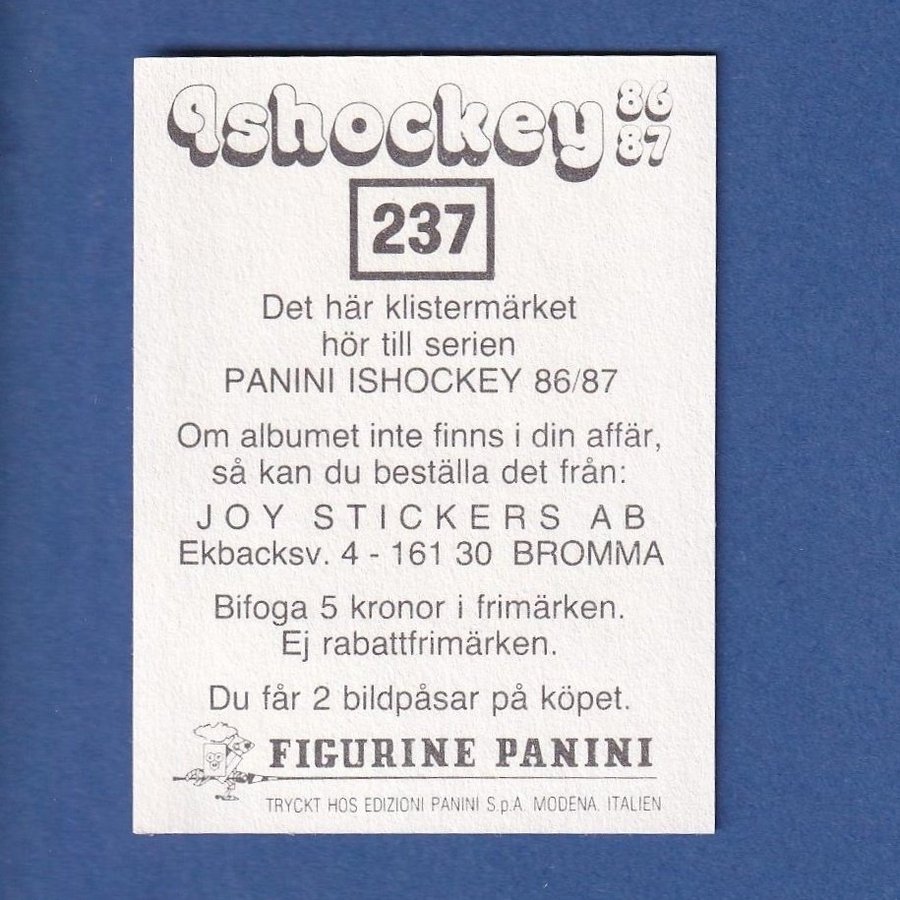 Ishockey 86
87
237
Det här klistermärket
hör till serien
PANINI ISHOCKEY 86/87
Om albumet inte finns i din affär,
så kan du beställa det från:
JOY STICKERS AB
Ekbacksv. 4 - 161 30 BROMMA
Bifoga 5 kronor i frimärken.
Ej rabattfrimärken.
Du får 2 bildpåsar på köpet.
FIGURINE PANINI
TRYCKT HOS EDIZIONI PANINI S.p.A. MODENA. ITALIEN